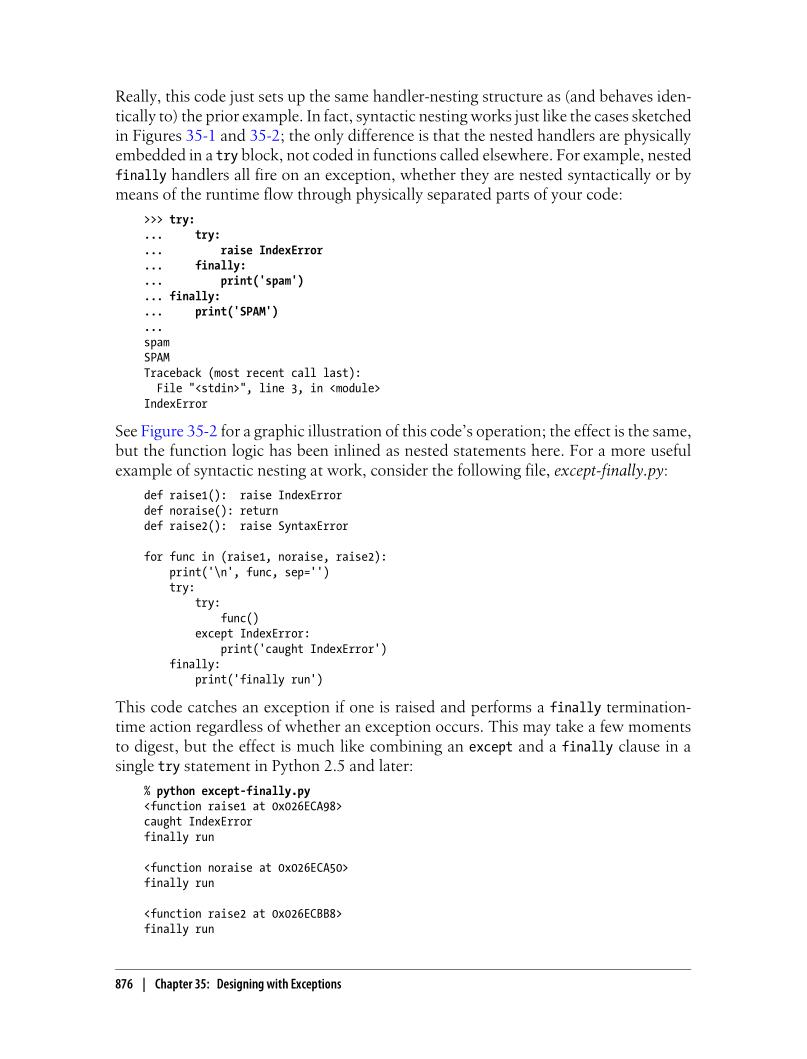 Really, this code just sets up the same handler-nesting structure as (and behaves iden-
tically to) the prior example. In fact, syntactic nesting works just like the cases sketched
in Figures 35-1 and 35-2; the only difference is that the nested handlers are physically
embedded in a try block, not coded in functions called elsewhere. For example, nested
finally handlers all fire on an exception, whether they are nested syntactically or by
means of the runtime flow through physically separated parts of your code:
>>> try:
...     try:
...         raise IndexError
...     finally:
...         print('spam')
... finally:
...     print('SPAM')
...
spam
SPAM
Traceback (most recent call last):
  File "<stdin>", line 3, in <module>
IndexError
See Figure 35-2 for a graphic illustration of this code's operation; the effect is the same,
but the function logic has been inlined as nested statements here. For a more useful
example of syntactic nesting at work, consider the following file, except-finally.py:
def raise1():  raise IndexError
def noraise(): return
def raise2():  raise SyntaxError
for func in (raise1, noraise, raise2):
    print('\n', func, sep='')
    try:
        try:
            func()
        except IndexError:
            print('caught IndexError')
    finally:
        print('finally run')
This code catches an exception if one is raised and performs a finally termination-
time action regardless of whether an exception occurs. This may take a few moments
to digest, but the effect is much like combining an except and a finally clause in a
single try statement in Python 2.5 and later:
% python except-finally.py
<function raise1 at 0x026ECA98>
caught IndexError
finally run
<function noraise at 0x026ECA50>
finally run
<function raise2 at 0x026ECBB8>
finally run
876 | Chapter 35: Designing with Exceptions